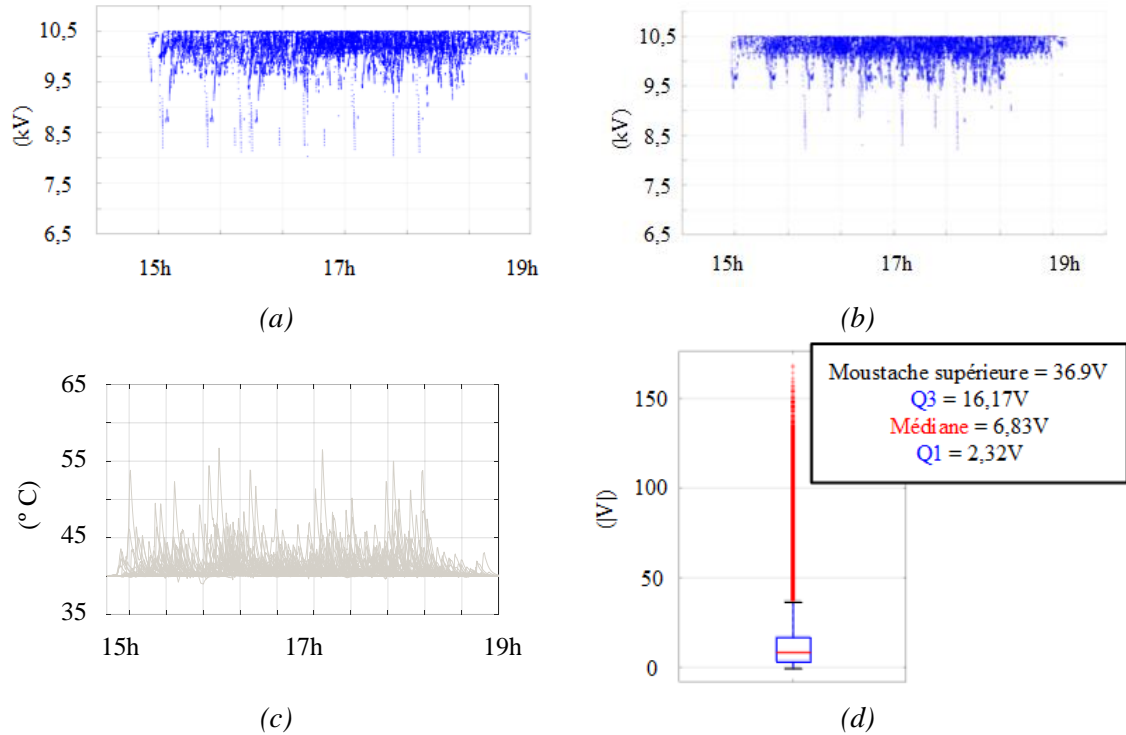 10,5
9,5
8,5
7,5
6,5
(kV)
15h 17h 19h
(a)
10,5
9,5
8,5
7,5
6,5
(kV)
15h 17h 19h
(b)
65
55
45
35
(º C)
15h 17h 19h
(c)
150
100
50
0
(|V|)
Moustache supérieure = 36.9V
Q3 = 16,17V
Médiane = 6,83V
Q1 = 2,32V
(d)